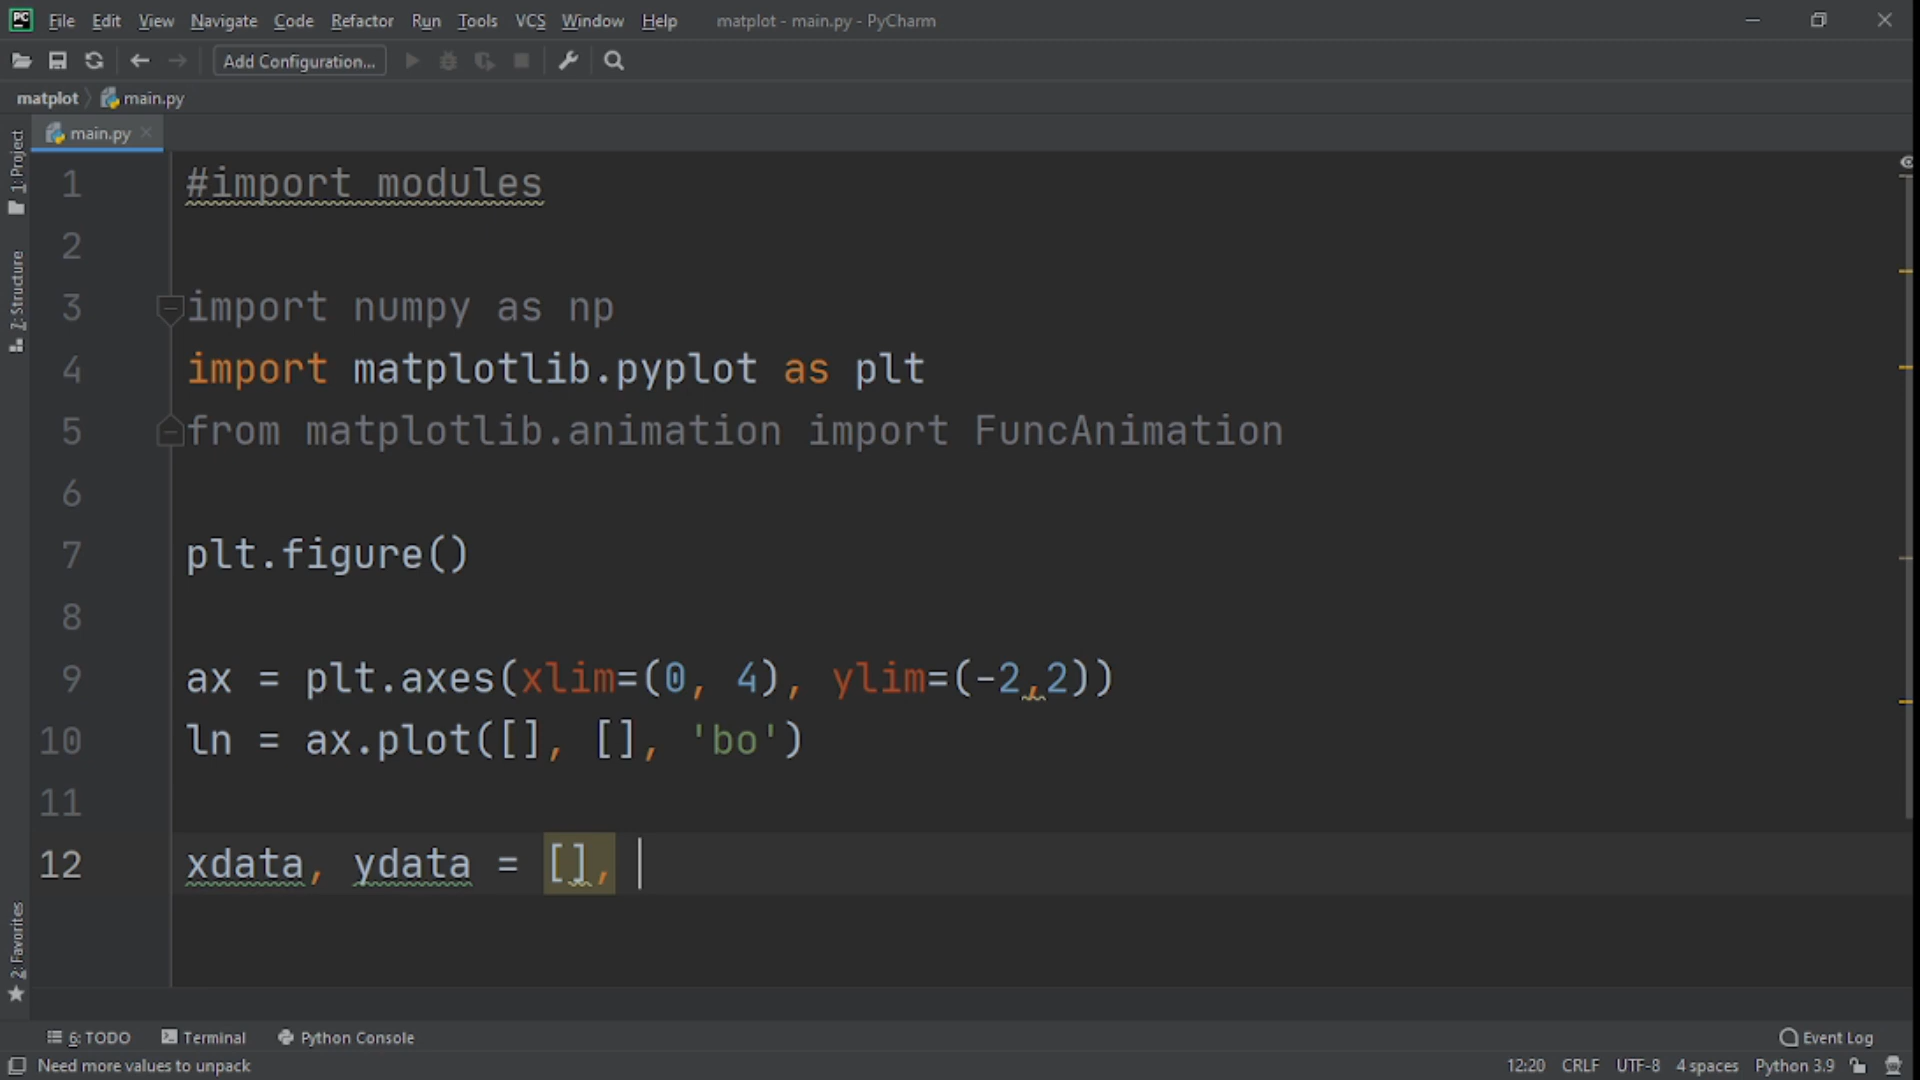 PC File Edit View Navigate Code Refactor Run Tools VCS Window Help matplot - main.py - PyCharm
Add Configuration...
matplot main.py
main.py
1: Project
7: Structure
2: Favorites
1 #import modules
2
3 import numpy as np
4 import matplotlib.pyplot as plt
5 from matplotlib.animation import FuncAnimation
6
7 plt.figure()
8
9 ax = plt.axes(xlim=(0, 4), ylim=(-2,2))
10 ln = ax.plot([], [], 'bo')
11
12 xdata, ydata = [],
6: TODO Terminal Python Console Event Log
Need more values to unpack 12:20 CRLF UTF-8 4 spaces Python 3.9